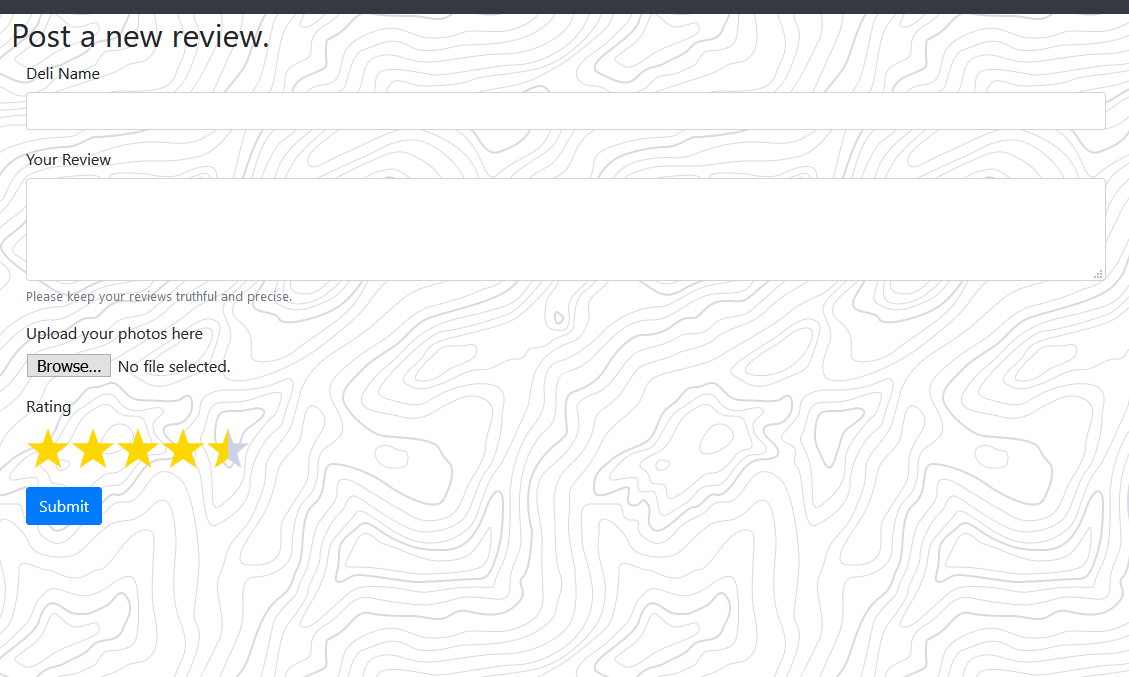 Post a new review.
Deli Name
Your Review
Please keep your reviews truthful and precise.
Upload your photos here
Browse... No file selected.
Rating
Submit